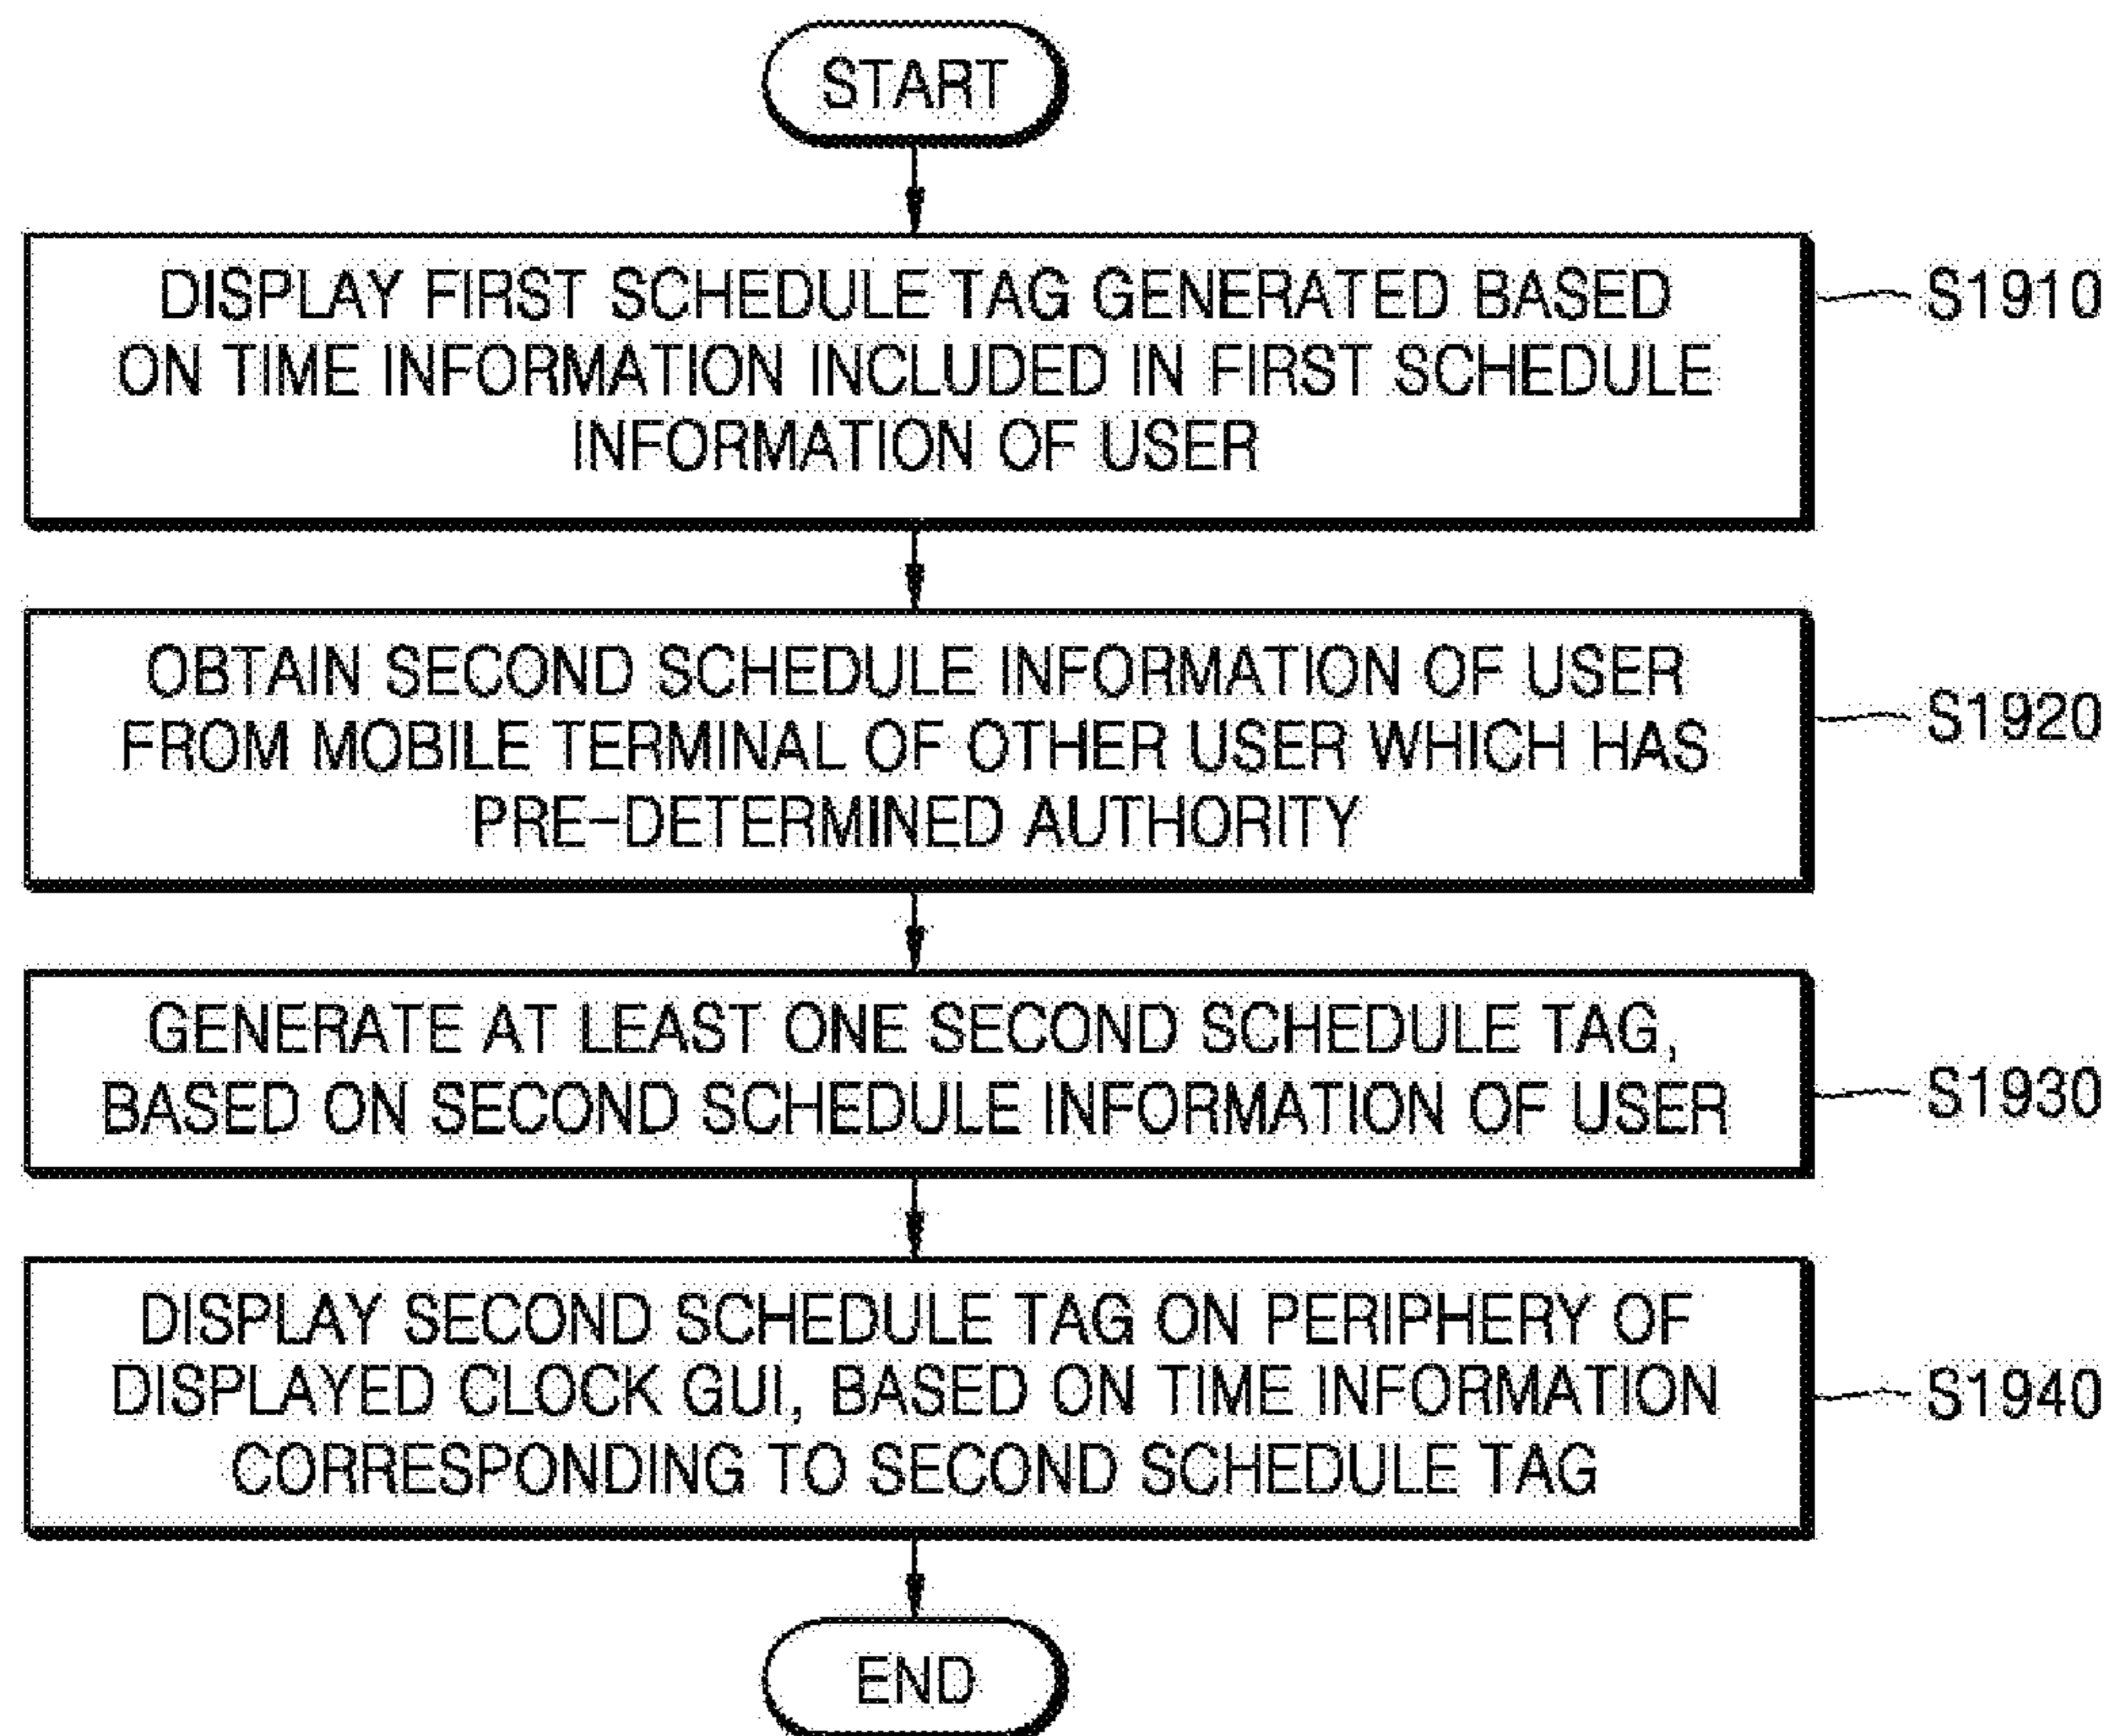 START
DISPLAY FIRST SCHEDULE TAG GENERATED BASED
ON TIME INFORMATION INCLUDED IN FIRST SCHEDULE
INFORMATION OF USER
S1910
OBTAIN SECOND SCHEDULE INFORMATION OF USER
FROM MOBILE TERMINAL OF OTHER USER WHICH HAS
PRE-DETERMINED AUTHORITY
S1920
GENERATE AT LEAST ONE SECOND SCHEDULE TAG,
BASED ON SECOND SCHEDULE INFORMATION OF USER
S1930
DISPLAY SECOND SCHEDULE TAG ON PERIPHERY OF
DISPLAYED CLOCK GUI, BASED ON TIME INFORMATION
CORRESPONDING TO SECOND SCHEDULE TAG
S1940
END